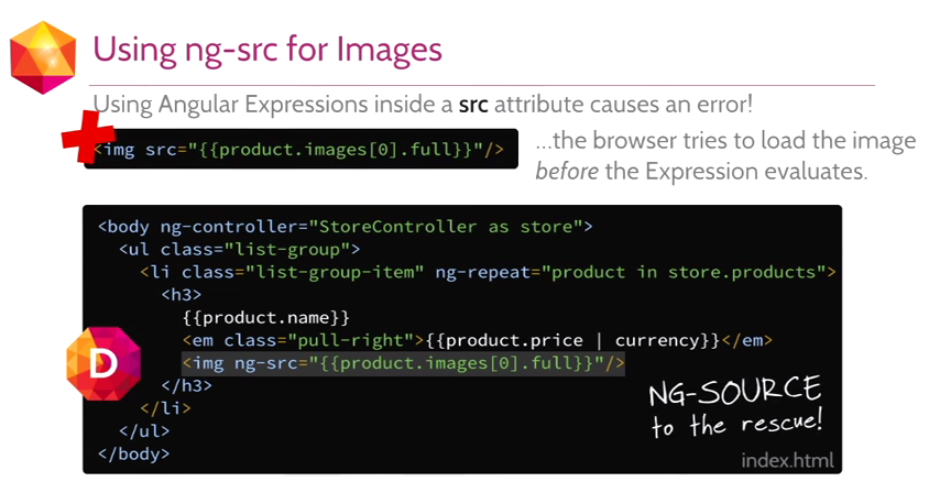 Using ng-src for Images
Using Angular Expressions inside a src attribute causes an error!
<img src="{{product.images[0].full}}"/>
...the browser tries to load the image
before the Expression evaluates.
<body ng-controller="StoreController as store">
<ul class="list-group">
<li class="list-group-item" ng-repeat="product in store.products">
<h3>
{{product.name}}
<em class="pull-right">{{product.price | currency}}</em>
<img ng-src="{{product.images[0].full}}"/>
</h3>
</li>
</ul>
</body>
D
NG-SOURCE
to the rescue!
index.html